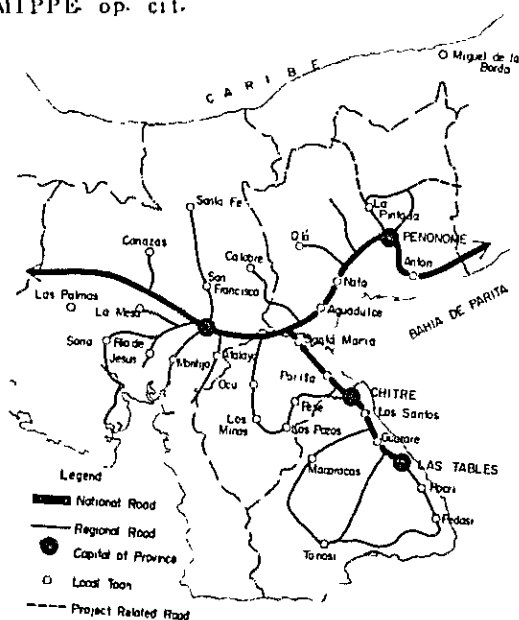 MIPPE op. cit.
Miguel de la
Borda
CARIBE
Santa Fe
La
Pintada
PENONOME
Olá
Canazas
Calobre
Anton
San
Francisco
Nata
Las Palmas
La Mesa
Aguadulce
BAHIA DE PARITA
Sona
Rio de
Jesus
Montijo
Atalaya
Santa Maria
Parita
CHITRE
Ocu
Pese
Los Santos
Los
Minas
Los Pozos
Guarare
Macaracas
LAS TABLES
Pocri
Pedasi
Tonosi
Legend
National Road
Regional Road
Capital of Province
Local Toan
Project Related Road